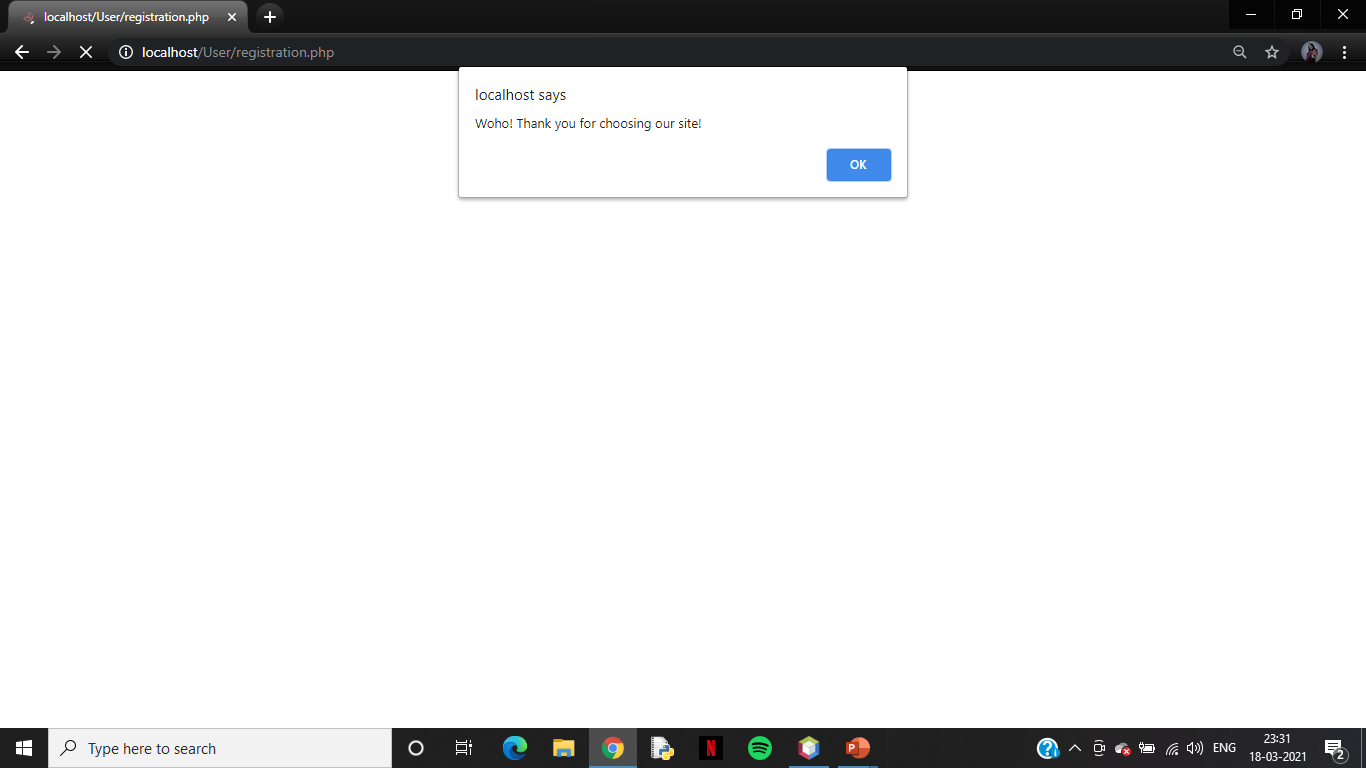 localhost/User/registration.php
localhost/User/registration.php
localhost says
Woho! Thank you for choosing our site!
OK
Type here to search
N
P
ENG
23:31
18-03-2021
2